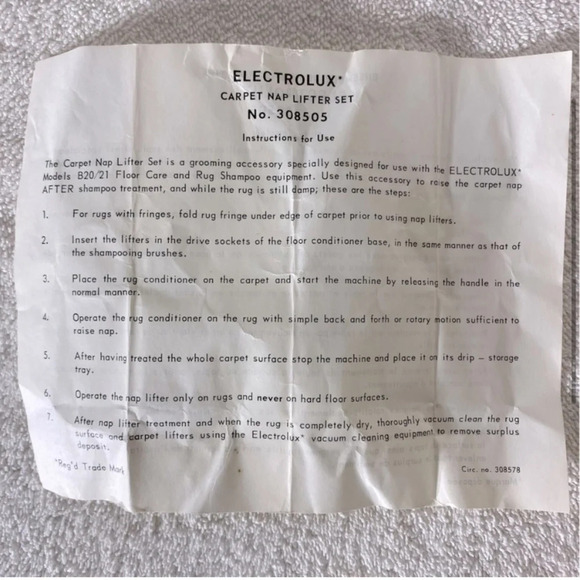 ELECTROLUX*
CARPET NAP LIFTER SET
No. 308505
Instructions for Use
The Carpet Nap Lifter Set is a grooming accessory specially designed for use with the ELECTROLUX*
Models B20/21 Floor Care and Rug Shampoo equipment. Use this accessory to raise the carpet nap
AFTER shampoo treatment, and while the rug is still damp; these are the steps:
1. For rugs with fringes, fold rug fringe under edge of carpet prior to using nap lifters.
2. Insert the lifters in the drive sockets of the floor conditioner base, in the same manner as that of
the shampooing brushes.
3. Place the rug conditioner on the carpet and start the machine by releasing the handle in the
normal manner.
4. Operate the rug conditioner on the rug with simple back and forth or rotary motion sufficient to
raise nap.
5. After having treated the whole carpet surface stop the machine and place it on its drip – storage
tray.
6. Operate the nap lifter only on rugs and never on hard floor surfaces.
7. After nap lifter treatment and when the rug is completely dry, thoroughly vacuum clean the rug
surface and carpet lifters using the Electrolux* vacuum cleaning equipment to remove surplus
deposit.
*Reg'd Trade Mark
Circ. no. 308578